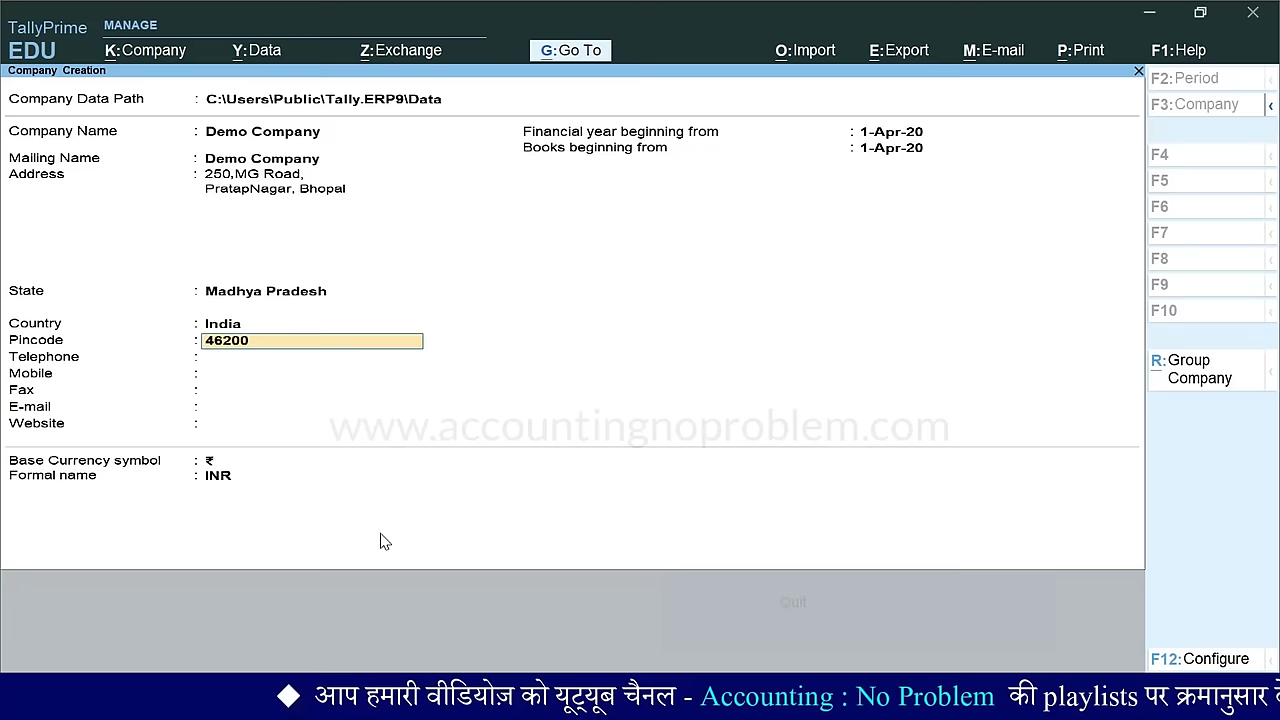 TallyPrime
EDU
MANAGE
K:Company Y:Data Z:Exchange G:Go To O:Import E:Export M:E-mail P:Print F1:Help
Company Creation
Company Data Path : C:\Users\Public\Tally.ERP9\Data
Company Name : Demo Company Financial year beginning from : 1-Apr-20
Books beginning from : 1-Apr-20
Mailing Name : Demo Company
Address : 250,MG Road,
PratapNagar, Bhopal
State : Madhya Pradesh
Country : India
Pincode : 46200
Telephone :
Mobile :
Fax :
E-mail :
Website :
www.accountingnoproblem.com
Base Currency symbol : ₹
Formal name : INR
Quit
F2:Period
F3:Company
F4
F5
F6
F7
F8
F9
F10
R:Group
Company
F12:Configure
◆ आप हमारी वीडियोज़ को यूट्यूब चैनल - Accounting : No Problem की playlists पर क्रमानुसार